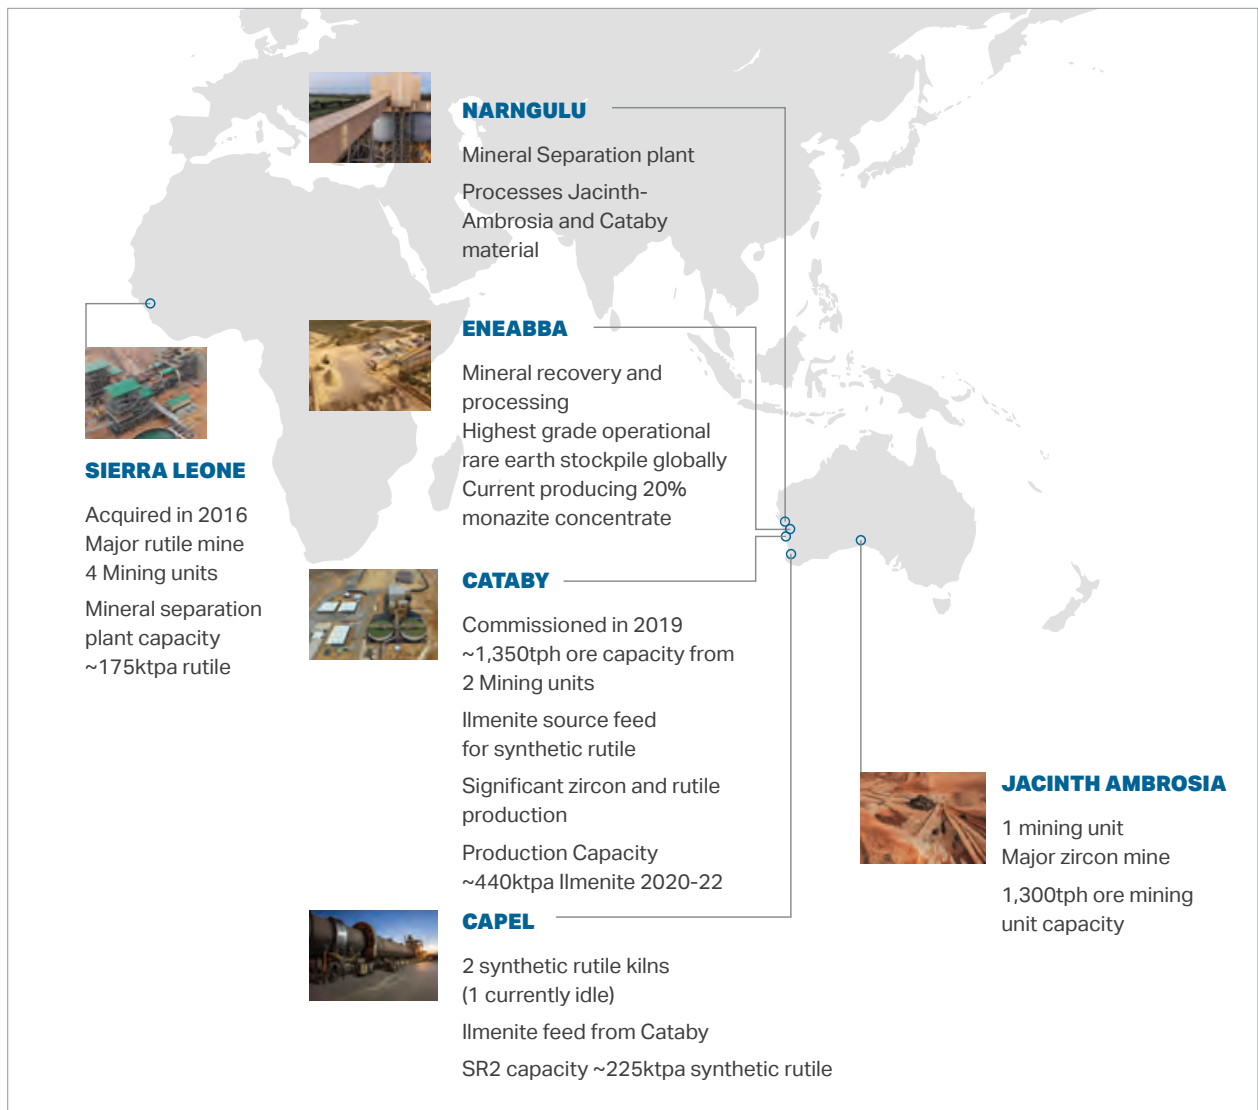 NARNGULU
Mineral Separation plant
Processes Jacinth-
Ambrosia and Cataby
material
ENEABBA
Mineral recovery and
processing
Highest grade operational
rare earth stockpile globally
Current producing 20%
monazite concentrate
SIERRA LEONE
Acquired in 2016
Major rutile mine
4 Mining units
Mineral separation
plant capacity
~175ktpa rutile
CATABY
Commissioned in 2019
~1,350tph ore capacity from
2 Mining units
Ilmenite source feed
for synthetic rutile
Significant zircon and rutile
production
Production Capacity
~440ktpa Ilmenite 2020-22
JACINTH AMBROSIA
1 mining unit
Major zircon mine
1,300tph ore mining
unit capacity
CAPEL
2 synthetic rutile kilns
(1 currently idle)
Ilmenite feed from Cataby
SR2 capacity ~225ktpa synthetic rutile